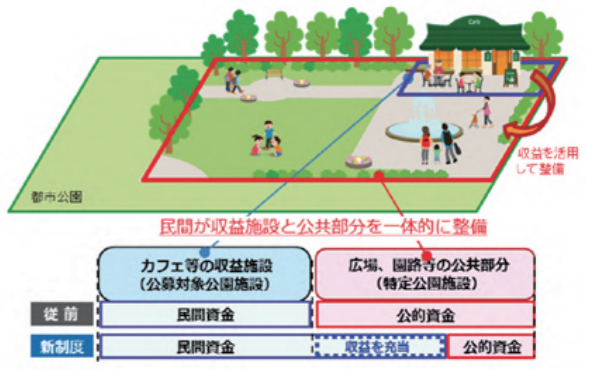 Cafe
収益を活用
して整備
都市公園
民間が収益施設と公共部分を一体的に整備
カフェ等の収益施設
(公募対象公園施設)
広場、園路等の公共部分
(特定公園施設)
従前
民間資金
公的資金
新制度
民間資金
収益を充当
公的資金